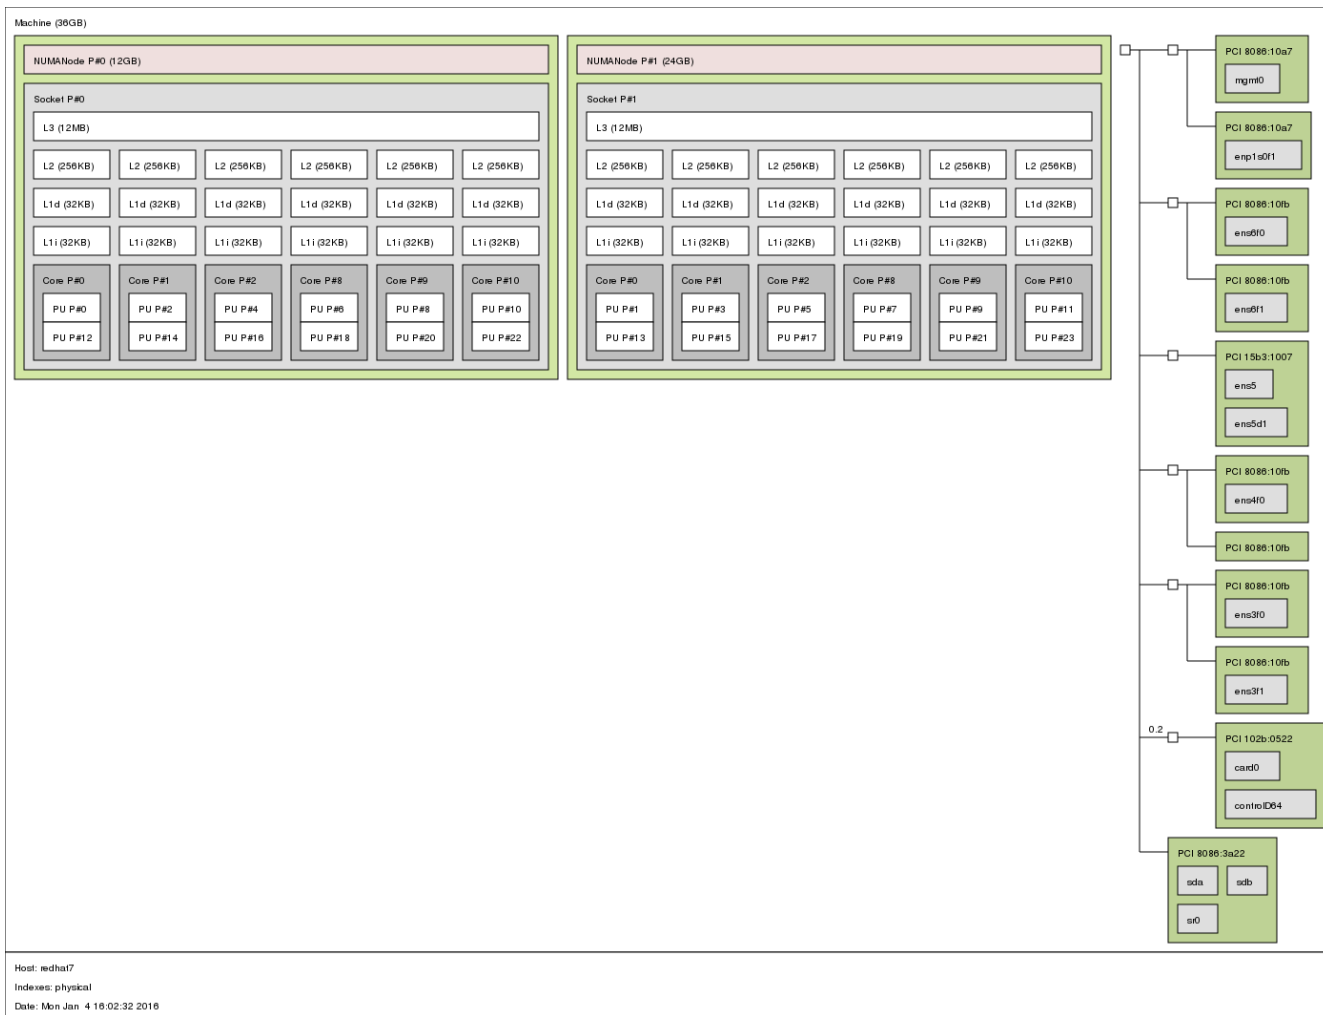 Machine (36GB)
NUMANode P#0 (12GB)
Socket P#0
L3 (12MB)
L2 (256KB) L2 (256KB) L2 (256KB) L2 (256KB) L2 (256KB) L2 (256KB)
L1d (32KB) L1d (32KB) L1d (32KB) L1d (32KB) L1d (32KB) L1d (32KB)
L1i (32KB) L1i (32KB) L1i (32KB) L1i (32KB) L1i (32KB) L1i (32KB)
Core P#0 Core P#1 Core P#2 Core P#8 Core P#9 Core P#10
PU P#0 PU P#2 PU P#4 PU P#6 PU P#8 PU P#10
PU P#12 PU P#14 PU P#16 PU P#18 PU P#20 PU P#22
NUMANode P#1 (24GB)
Socket P#1
L3 (12MB)
L2 (256KB) L2 (256KB) L2 (256KB) L2 (256KB) L2 (256KB) L2 (256KB)
L1d (32KB) L1d (32KB) L1d (32KB) L1d (32KB) L1d (32KB) L1d (32KB)
L1i (32KB) L1i (32KB) L1i (32KB) L1i (32KB) L1i (32KB) L1i (32KB)
Core P#0 Core P#1 Core P#2 Core P#8 Core P#9 Core P#10
PU P#1 PU P#3 PU P#5 PU P#7 PU P#9 PU P#11
PU P#13 PU P#15 PU P#17 PU P#19 PU P#21 PU P#23
PCI 8086:10a7
mgmt0
PCI 8086:10a7
enp1s0f1
PCI 8086:10fb
ens6f0
PCI 8086:10fb
ens6f1
PCI 15b3:1007
ens5
ens5d1
PCI 8086:10fb
ens4f0
PCI 8086:10fb
PCI 8086:10fb
ens3f0
PCI 8086:10fb
ens3f1
0.2
PCI 102b:0522
card0
controlD64
PCI 8086:3a22
sda sdb
sr0
Host: redhat7
Indexes: physical
Date: Mon Jan 4 16:02:32 2016